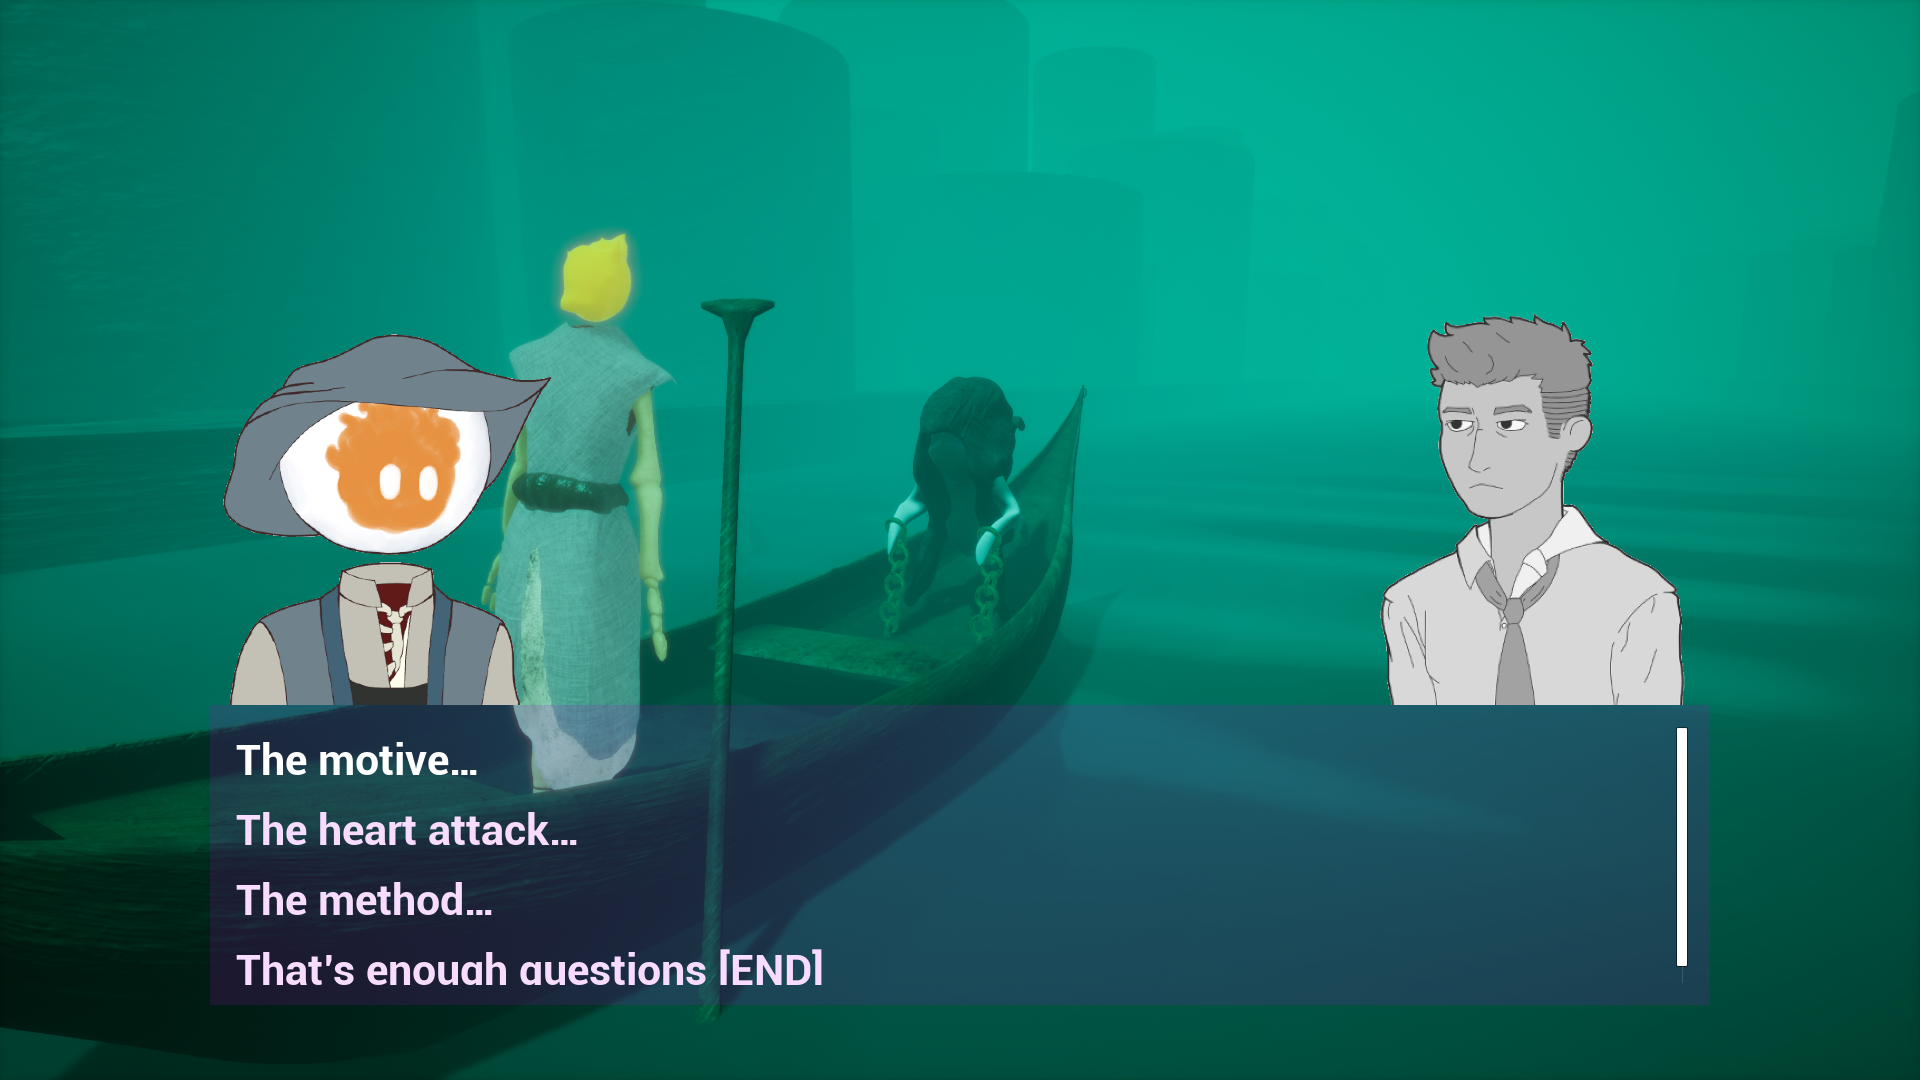 The motive...
The heart attack...
The method...
That's enough questions [END]